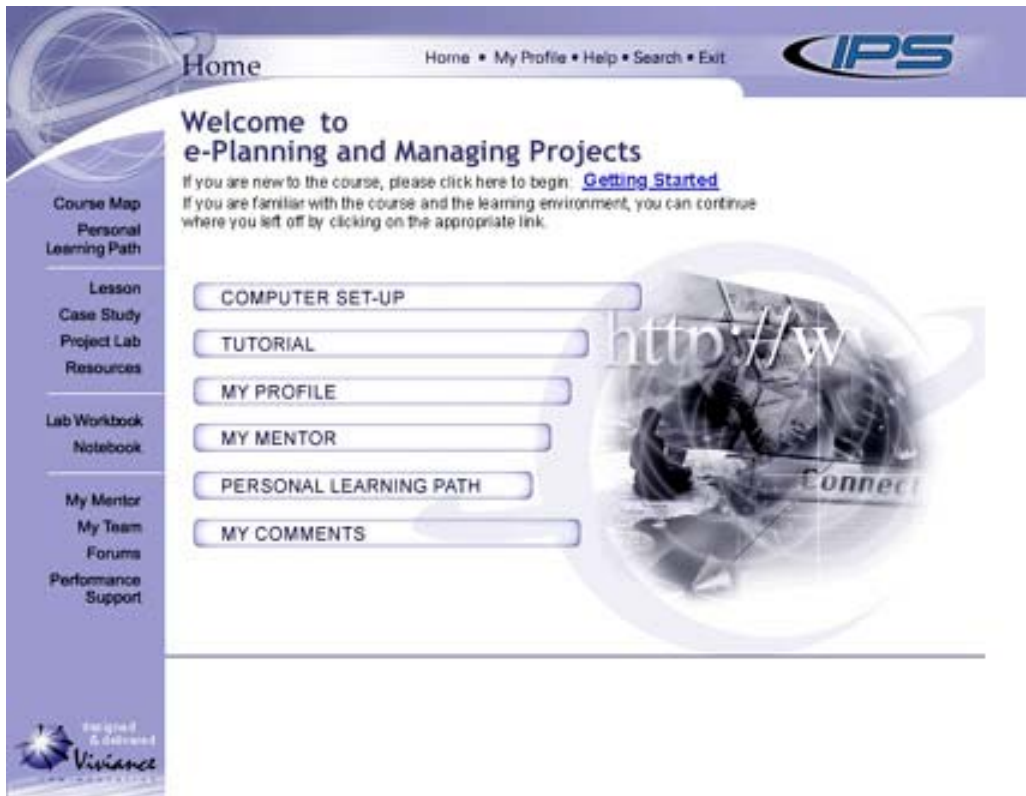 Home
Home • My Profile • Help • Search • Exit
IPS
Welcome to
e-Planning and Managing Projects
If you are new to the course, please click here to begin: Getting Started
If you are familiar with the course and the learning environment, you can continue
where you left off by clicking on the appropriate link.
Course Map
Personal
Learning Path
Lesson
Case Study
Project Lab
Resources
Lab Workbook
Notebook
My Mentor
My Team
Forums
Performance
Support
COMPUTER SET-UP
TUTORIAL
MY PROFILE
MY MENTOR
PERSONAL LEARNING PATH
MY COMMENTS
http://w
Connect
designed
& delivered
Viviance